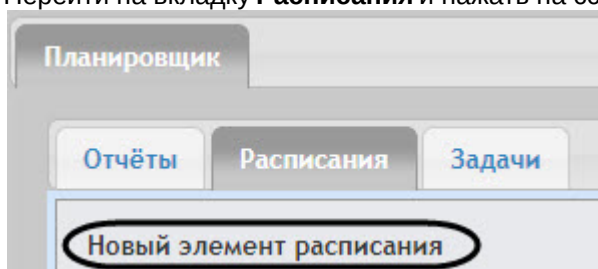 Перейти на вкладку Расписания и нажать на
Планировщик
Отчёты Расписания Задачи
Новый элемент расписания